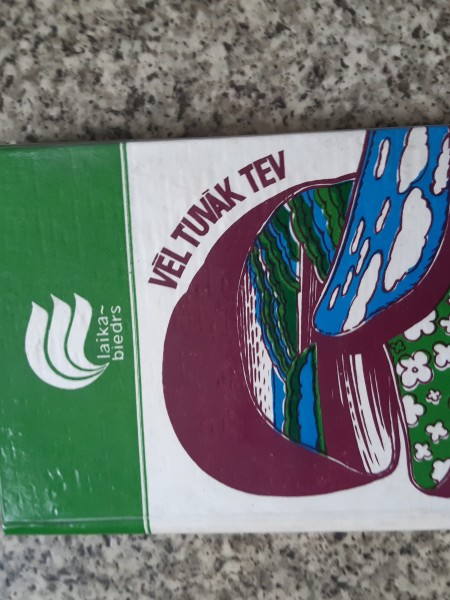 VĒL TUVĀK TEV
laika~
biedrs